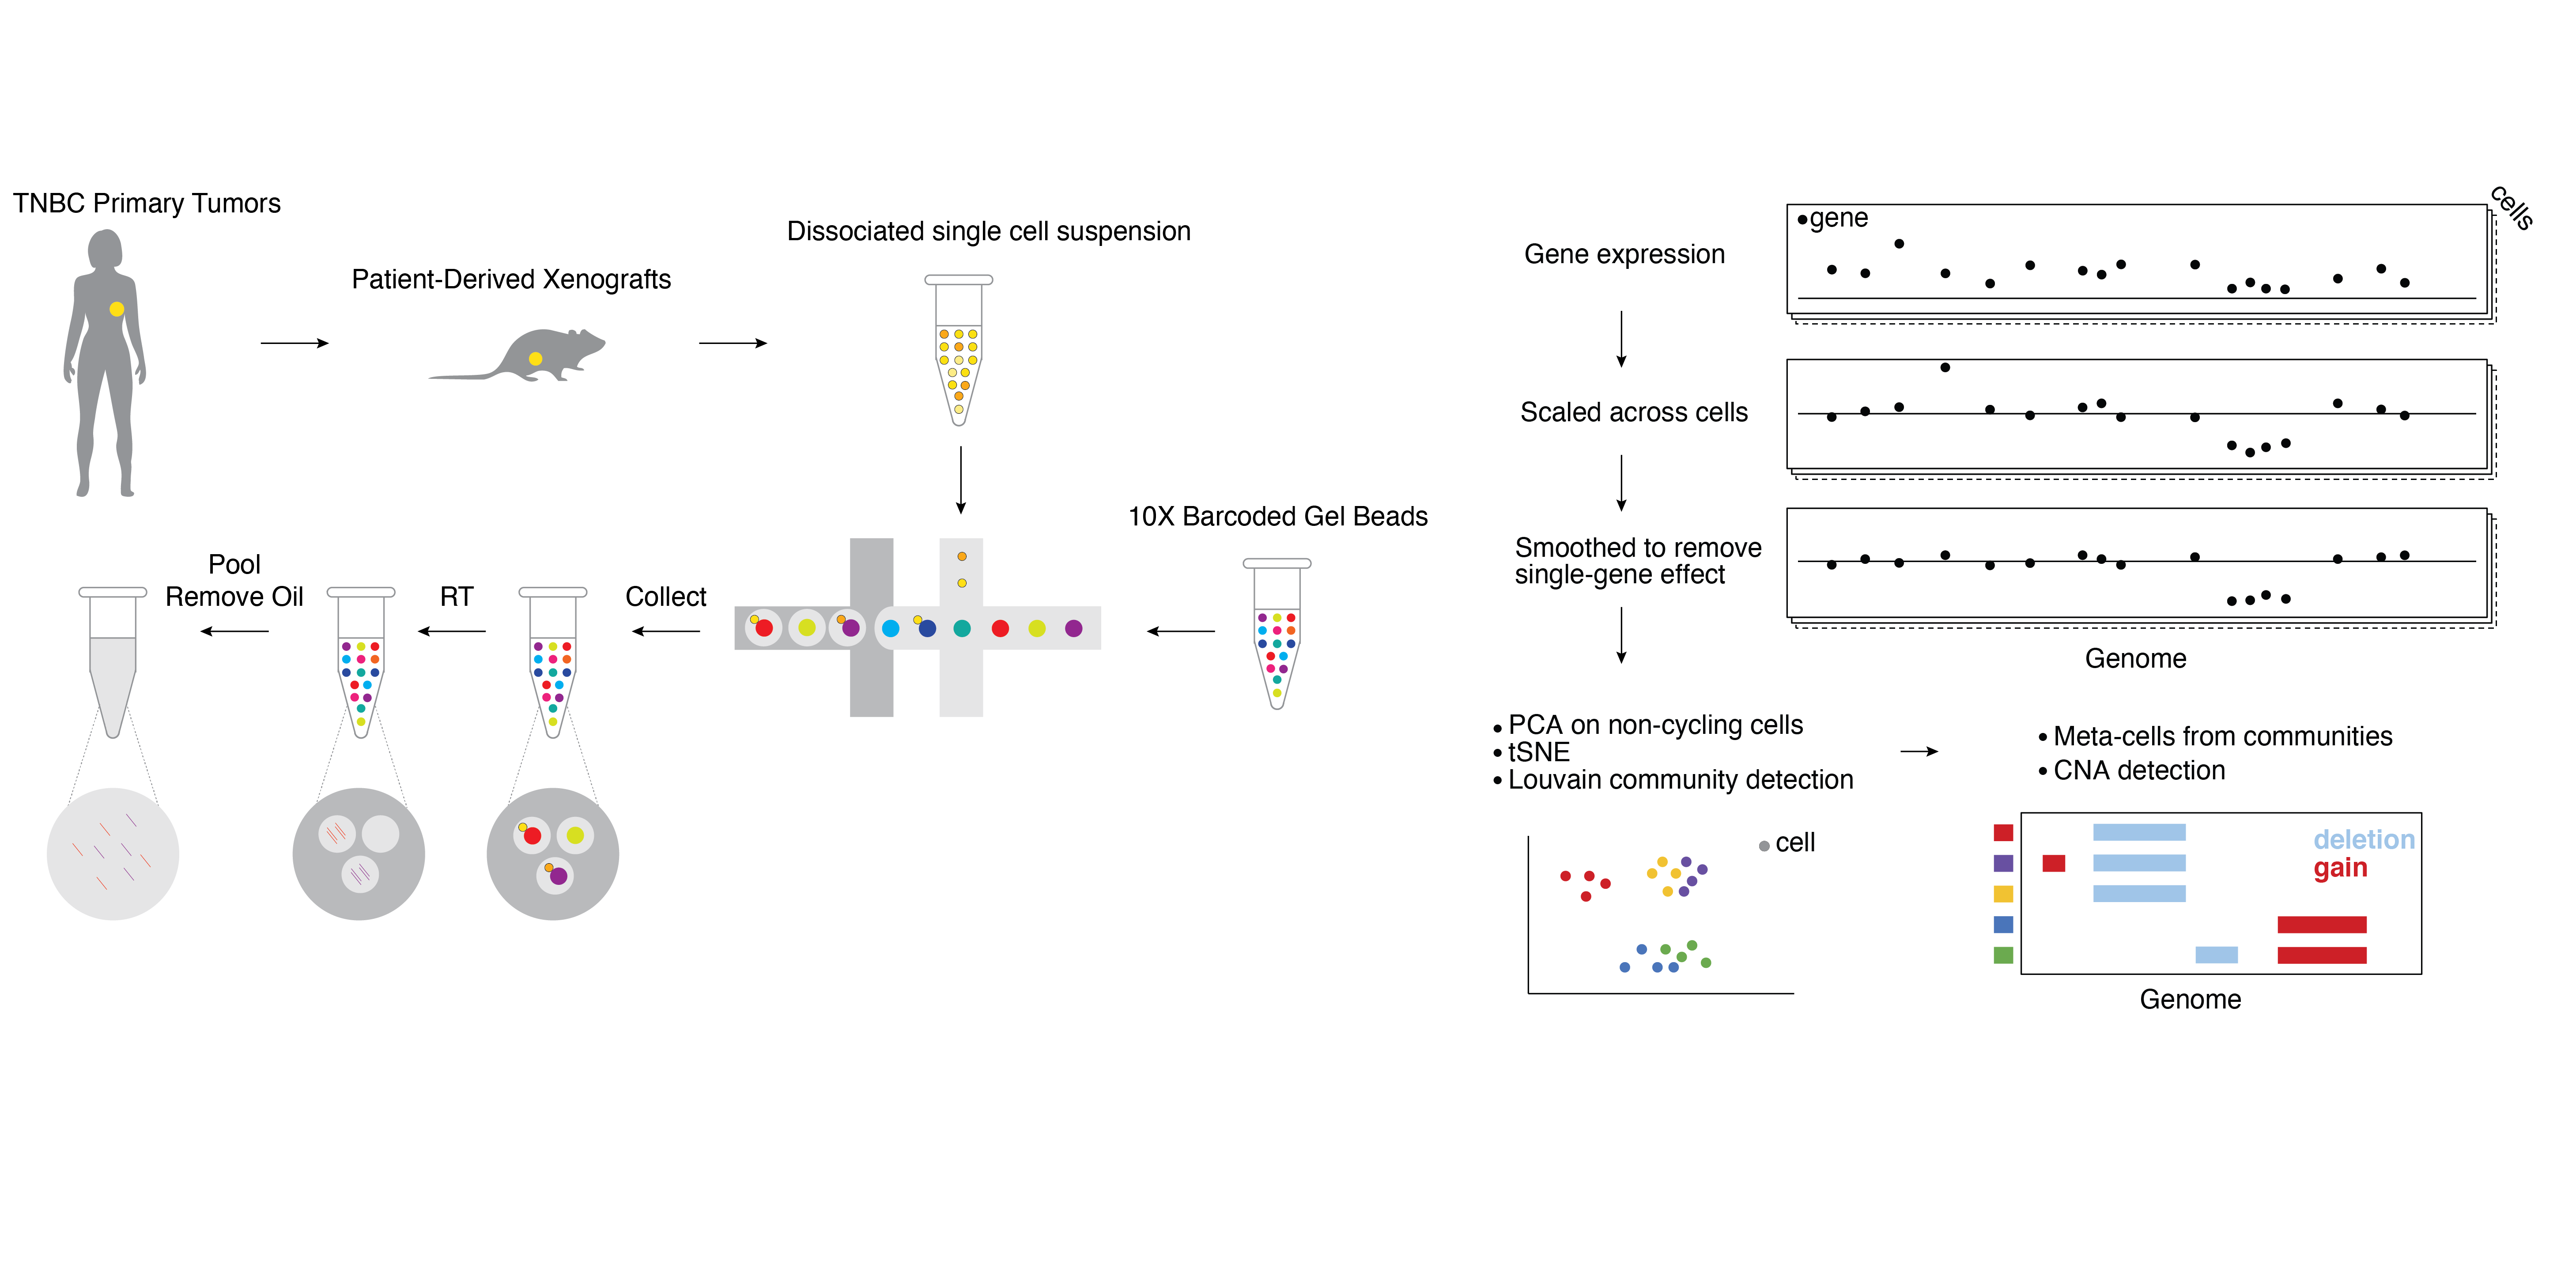 TNBC Primary Tumors
Patient-Derived Xenografts
Dissociated single cell suspension
10X Barcoded Gel Beads
Collect
RT
Pool
Remove Oil
Gene expression
•gene
cells
Scaled across cells
Smoothed to remove
single-gene effect
Genome
• PCA on non-cycling cells
• tSNE
• Louvain community detection
• Meta-cells from communities
• CNA detection
cell
deletion
gain
Genome